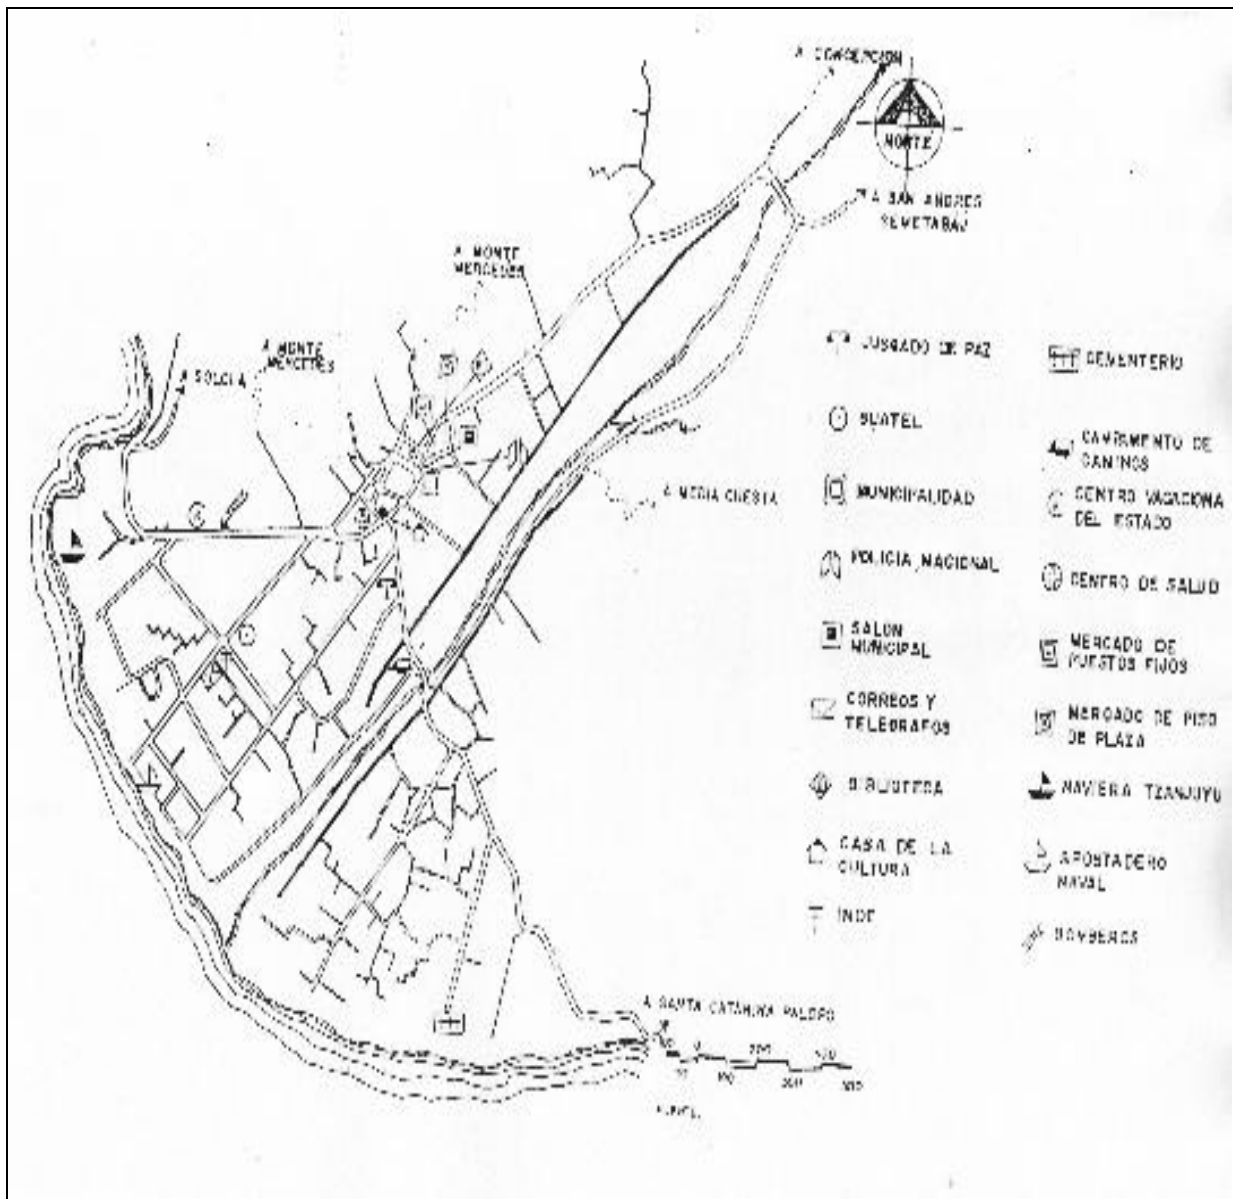 A CONCEPCION
NORTE
A SAN ANDRES
SEMETABAJ
A MONTE
MERCEDES
A MONTE
MERCEDES
A SOLOLA
A MEDIA CUESTA
JUSGADO DE PAZ
GUATEL
MUNICIPALIDAD
POLICIA NACIONAL
SALON
MUNICIPAL
CORREOS Y
TELEGRAFOS
BIBLIOTECA
CASA DE LA
CULTURA
INDE
CEMENTERIO
CAMPAMENTO DE
CAMINOS
CENTRO VACACIONA
DEL ESTADO
CENTRO DE SALUD
MERCADO DE
PUESTOS FIJOS
MERCADO DE PISO
DE PLAZA
NAVIERA TZANJUYU
APOSTADERO
NAVAL
BOMBEROS
A SANTA CATARINA PALOPO
0